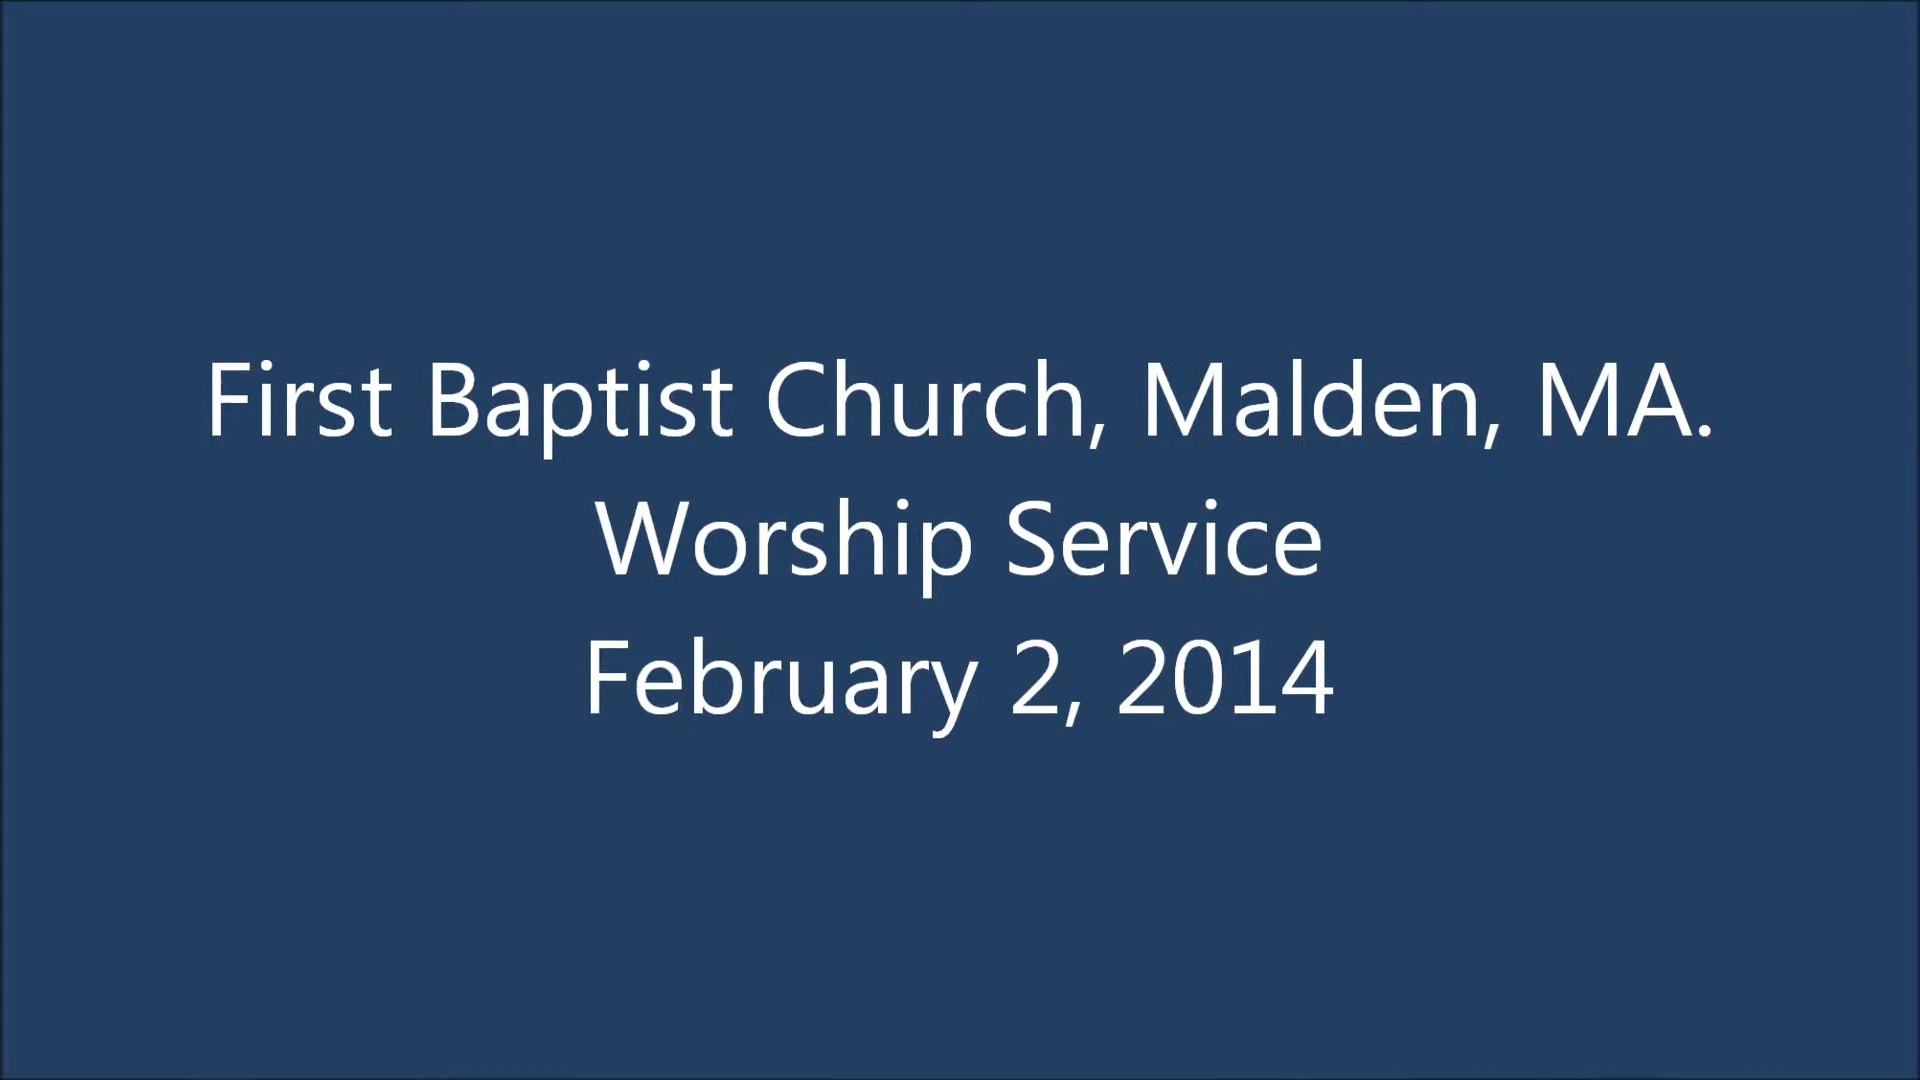 First Baptist Church, Malden, MA.
Worship Service
February 2, 2014